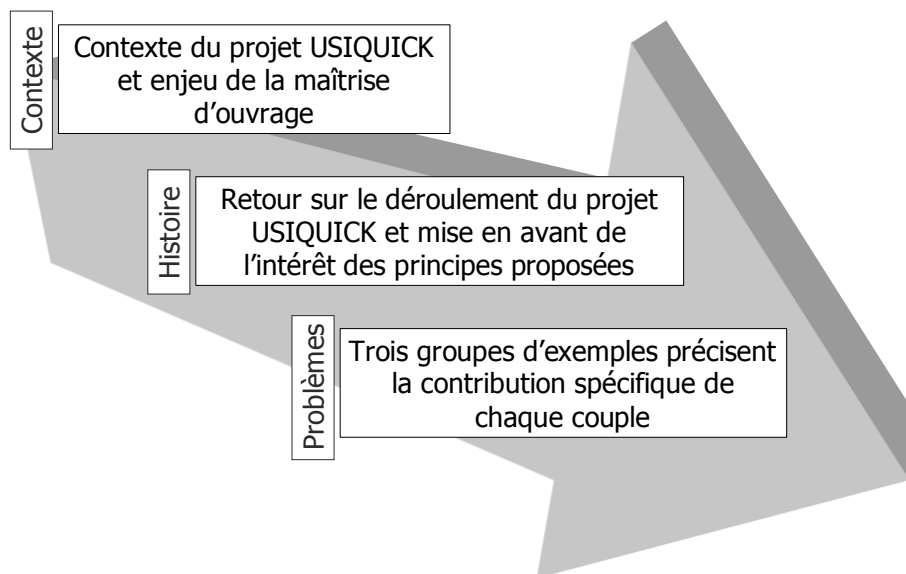 Contexte
Contexte du projet USIQUICK
et enjeu de la maîtrise
d’ouvrage
Histoire
Retour sur le déroulement du projet
USIQUICK et mise en avant de
l’intérêt des principes proposées
Problèmes
Trois groupes d’exemples précisent
la contribution spécifique de
chaque couple